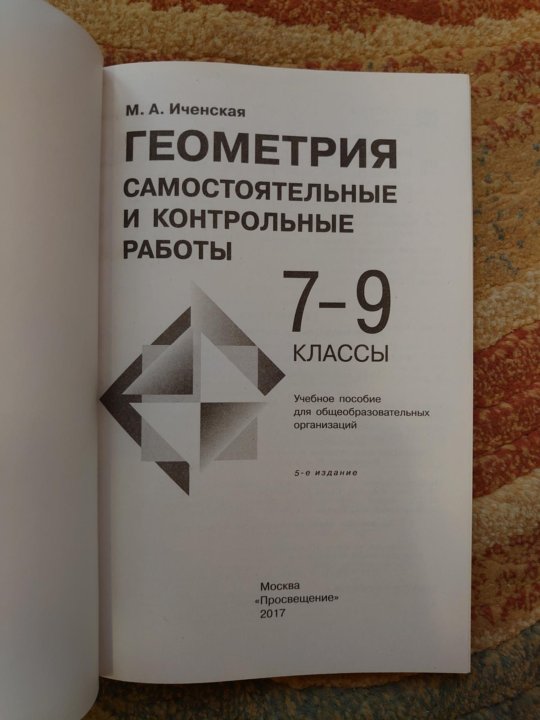 М. А. Иченская
ГЕОМЕТРИЯ
САМОСТОЯТЕЛЬНЫЕ
И КОНТРОЛЬНЫЕ
РАБОТЫ
7–9
КЛАССЫ
Учебное пособие
для общеобразовательных
организаций
5-е издание
Москва
«Просвещение»
2017